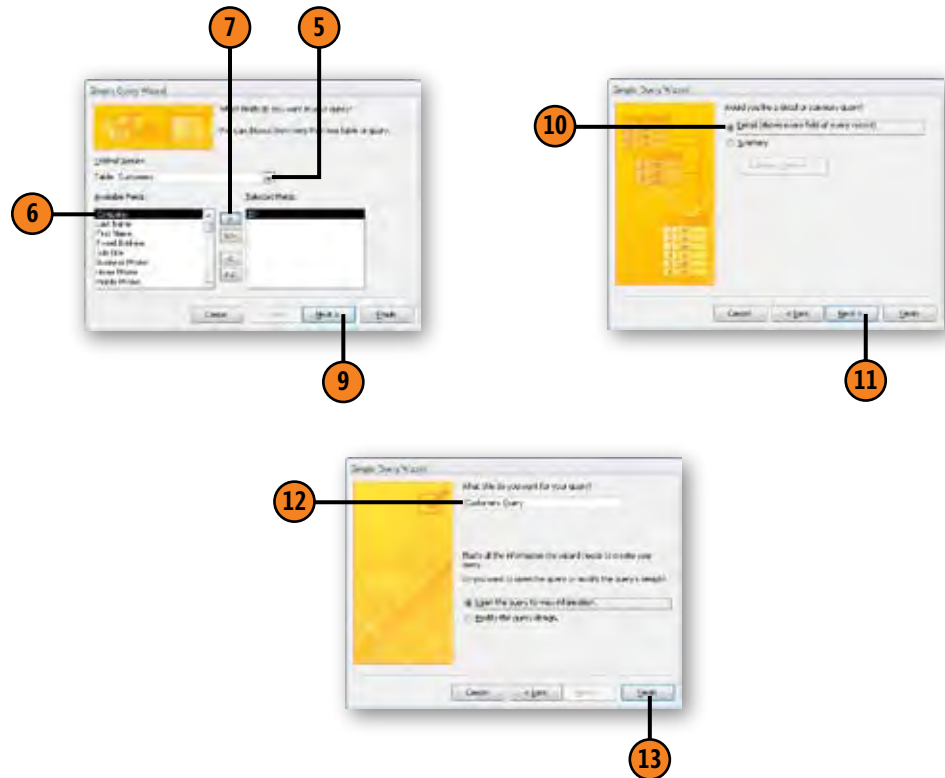 7
5
Simple Query Wizard
What fields do you want in your query?
You can choose from more than one table or query.
Tables/Queries
Table: Customers
Available Fields:
Selected Fields:
6
Company
Last Name
First Name
E-mail Address
Job Title
Business Phone
Home Phone
Mobile Phone
ID
>
>>
<
<<
Cancel
Next >
Finish
9
Simple Query Wizard
Would you like a detail or summary query?
10
Detail (shows every field of every record)
Summary
Cancel
< Back
Next >
Finish
11
Simple Query Wizard
What title do you want for your query?
12
Customers Query
That's all the information the wizard needs to create your
query.
Do you want to open the query or modify the query's design?
Open the query to view information.
Modify the query design.
Cancel
< Back
Finish
13